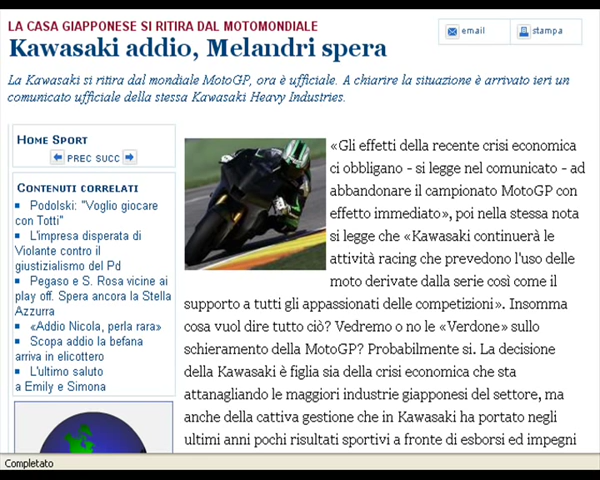 LA CASA GIAPPONESE SI RITIRA DAL MOTOMONDIALE
Kawasaki addio, Melandri spera
La Kawasaki si ritira dal mondiale MotoGP, ora è ufficiale. A chiarire la situazione è arrivato ieri un
comunicato ufficiale della stessa Kawasaki Heavy Industries.
email
stampa
HOME SPORT
PREC SUCC
CONTENUTI CORRELATI
Podolski: "Voglio giocare
con Totti"
L'impresa disperata di
Violante contro il
giustizialismo del Pd
Pegaso e S. Rosa vicine ai
play off. Spera ancora la Stella
Azzurra
«Addio Nicola, perla rara»
Scopa addio la befana
arriva in elicottero
L'ultimo saluto
a Emily e Simona
«Gli effetti della recente crisi economica
ci obbligano - si legge nel comunicato - ad
abbandonare il campionato MotoGP con
effetto immediato», poi nella stessa nota
si legge che «Kawasaki continuerà le
attività racing che prevedono l'uso delle
moto derivate dalla serie così come il
supporto a tutti gli appassionati delle competizioni». Insomma
cosa vuol dire tutto ciò? Vedremo o no le «Verdone» sullo
schieramento della MotoGP? Probabilmente si. La decisione
della Kawasaki è figlia sia della crisi economica che sta
attanagliando le maggiori industrie giapponesi del settore, ma
anche della cattiva gestione che in Kawasaki ha portato negli
ultimi anni pochi risultati sportivi a fronte di esborsi ed impegni
Completato